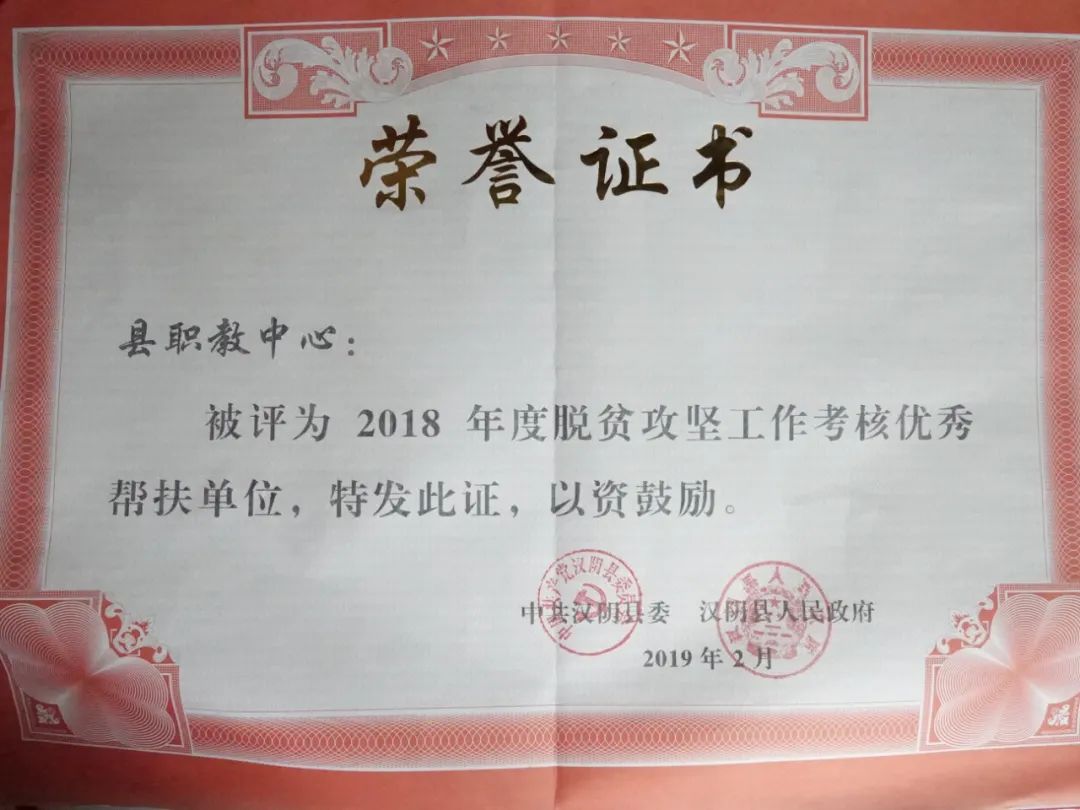 荣誉证书
县职教中心：
被评为 2018 年度脱贫攻坚工作考核优秀
帮扶单位，特发此证，以资鼓励。
中共汉阴县委 汉阴县人民政府
2019 年 2 月